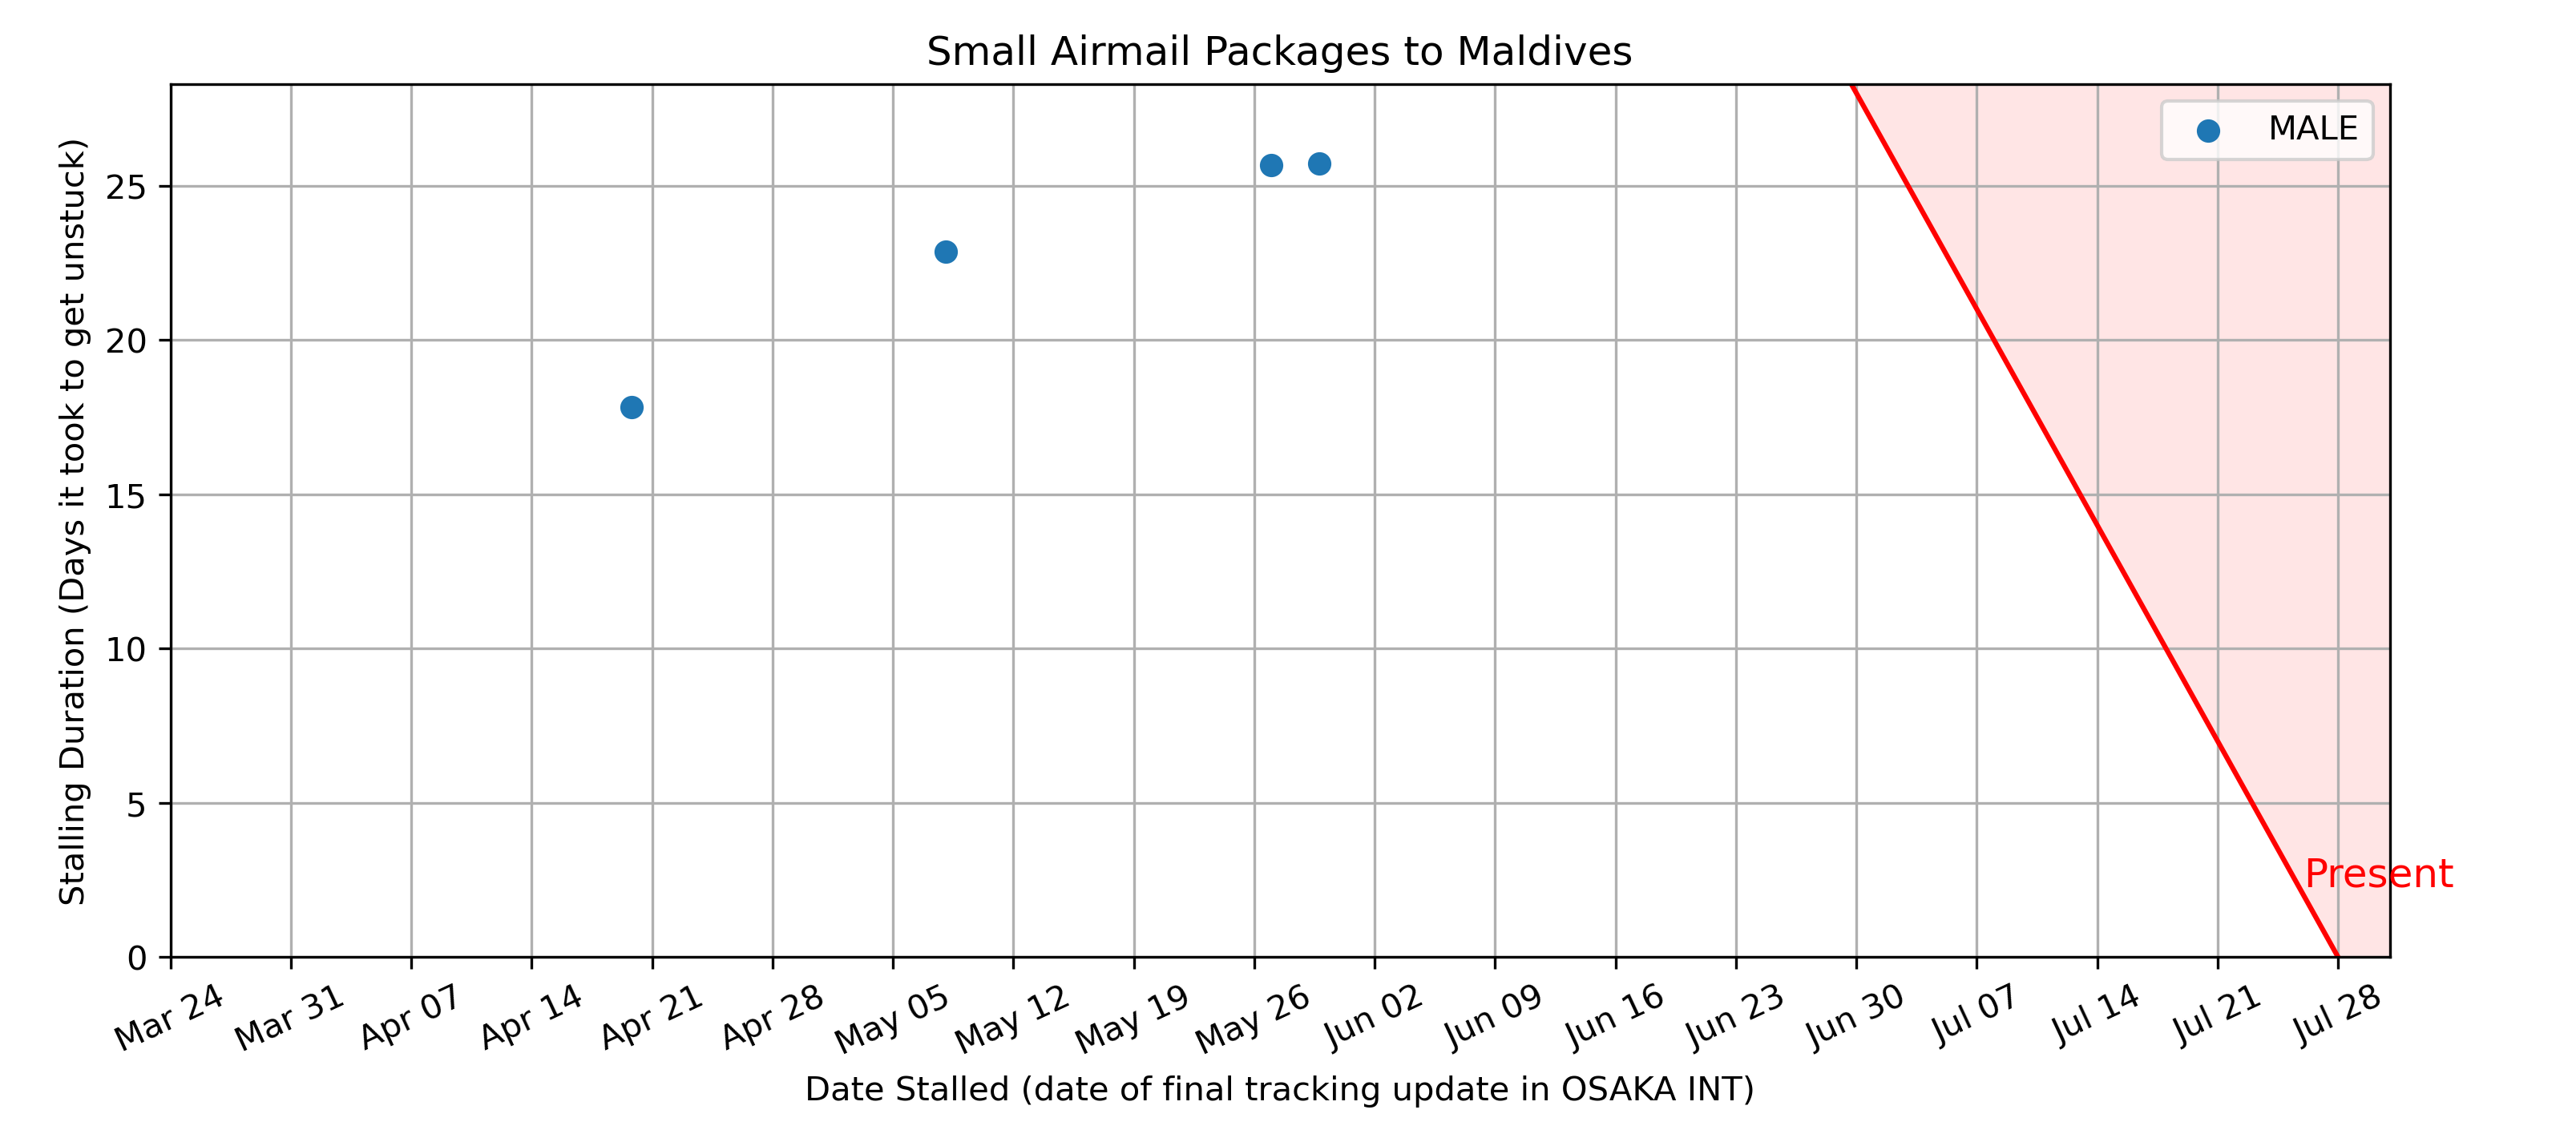 Small Airmail Packages to Maldives
MALE
Stalling Duration (Days it took to get unstuck)
25
20
15
10
5
0
Present
Mar 24
Mar 31
Apr 07
Apr 14
Apr 21
Apr 28
May 05
May 12
May 19
May 26
Jun 02
Jun 09
Jun 16
Jun 23
Jun 30
Jul 07
Jul 14
Jul 21
Jul 28
Date Stalled (date of final tracking update in OSAKA INT)